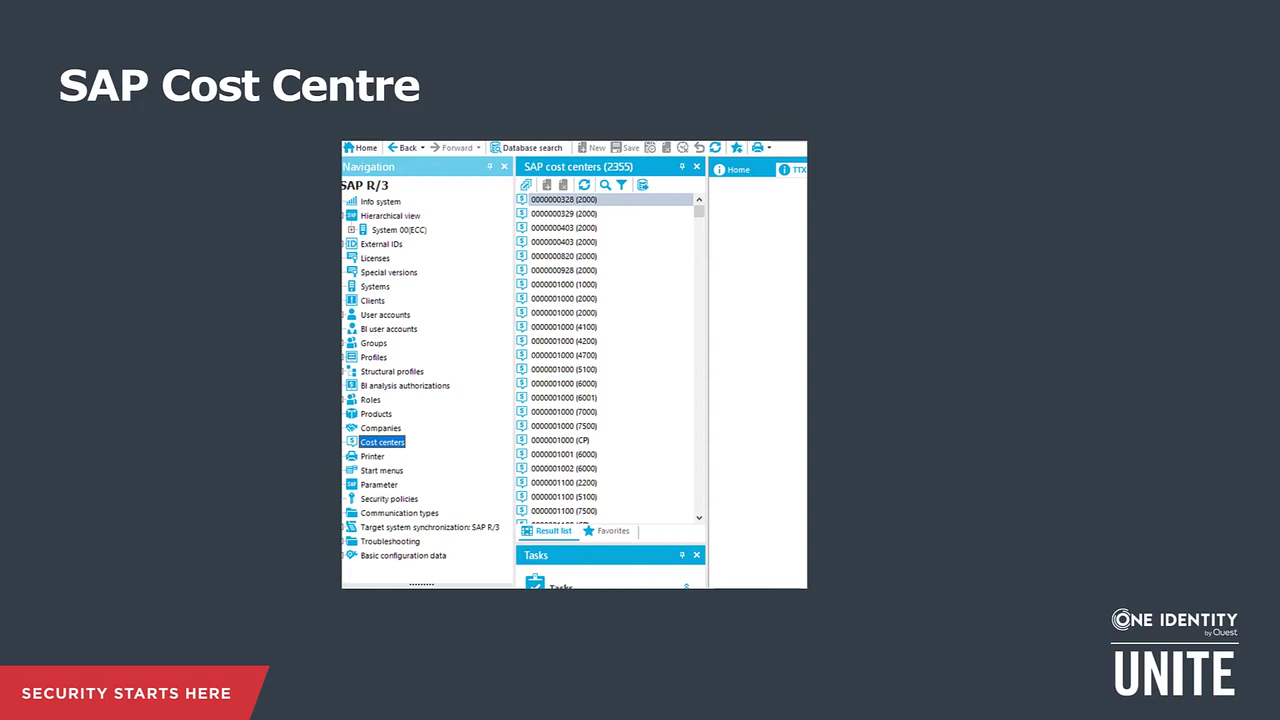 SAP Cost Centre
Home Back Forward Database search New Save
Navigation
SAP R/3
Info system
Hierarchical view
System 00(ECC)
External IDs
Licenses
Special versions
Systems
Clients
User accounts
BI user accounts
Groups
Profiles
Structural profiles
BI analysis authorizations
Roles
Products
Companies
Cost centers
Printer
Start menus
Parameter
Security policies
Communication types
Target system synchronization: SAP R/3
Troubleshooting
Basic configuration data
SAP cost centers (2355)
0000000328 (2000)
0000000329 (2000)
0000000403 (2000)
0000000403 (2000)
0000000820 (2000)
0000000928 (2000)
0000001000 (1000)
0000001000 (2000)
0000001000 (2000)
0000001000 (4100)
0000001000 (4200)
0000001000 (4700)
0000001000 (5100)
0000001000 (6000)
0000001000 (6001)
0000001000 (7000)
0000001000 (7500)
0000001000 (CP)
0000001001 (6000)
0000001002 (6000)
0000001100 (2200)
0000001100 (5100)
0000001100 (7500)
Result list Favorites
Tasks
Tasks
Home TTX
SECURITY STARTS HERE
ONE IDENTITY
by Quest
UNITE